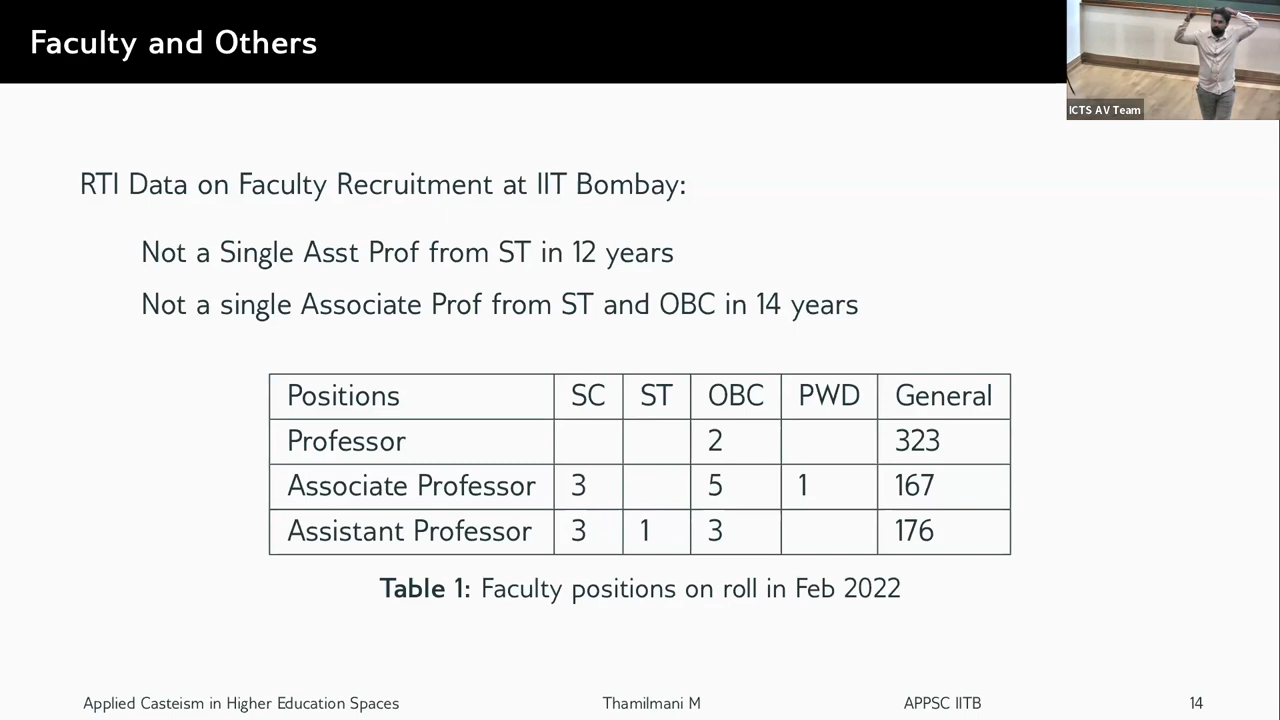 Faculty and Others
ICTS AV Team
RTI Data on Faculty Recruitment at IIT Bombay:
Not a Single Asst Prof from ST in 12 years
Not a single Associate Prof from ST and OBC in 14 years
Positions SC ST OBC PWD General
Professor 2 323
Associate Professor 3 5 1 167
Assistant Professor 3 1 3 176
Table 1: Faculty positions on roll in Feb 2022
Applied Casteism in Higher Education Spaces Thamilmani M APPSC IITB 14